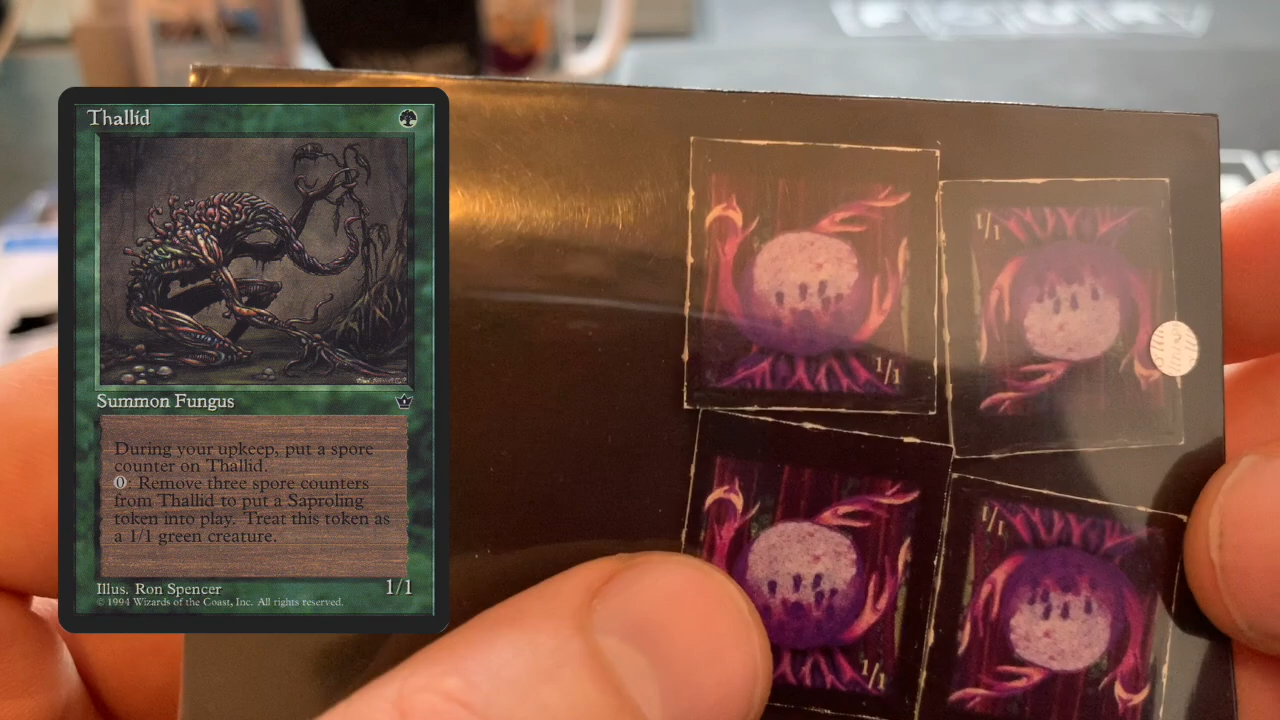 Thallid
Summon Fungus
During your upkeep, put a spore
counter on Thallid.
0: Remove three spore counters
from Thallid to put a Saproling
token into play. Treat this token as
a 1/1 green creature.
Illus. Ron Spencer
1/1
© 1994 Wizards of the Coast, Inc. All rights reserved.
1/1
1/1
1/1
1/1